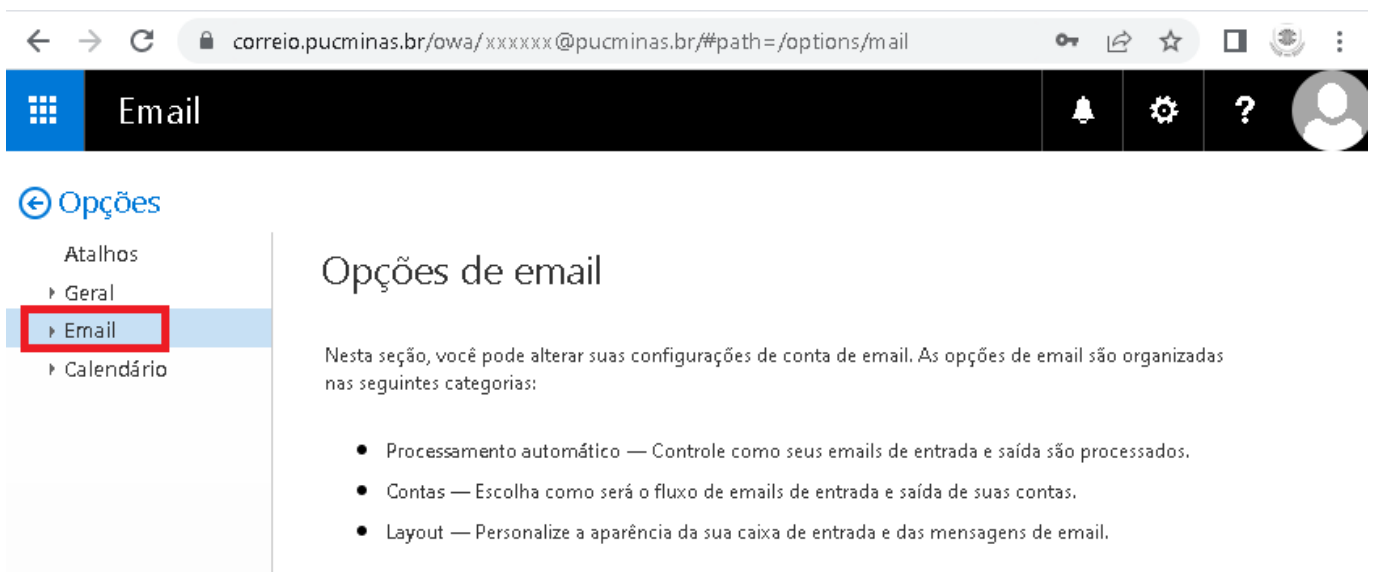 correio.pucminas.br/owa/xxxxxx@pucminas.br/#path=/options/mail
Email
?
Opções
Atalhos
Geral
Email
Calendário
Opções de email
Nesta seção, você pode alterar suas configurações de conta de email. As opções de email são organizadas
nas seguintes categorias:
• Processamento automático — Controle como seus emails de entrada e saída são processados.
• Contas — Escolha como será o fluxo de emails de entrada e saída de suas contas.
• Layout — Personalize a aparência da sua caixa de entrada e das mensagens de email.